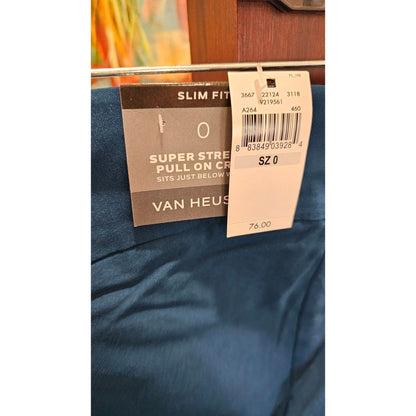 SLIM FIT
0
SUPER STRE
PULL ON CR
SITS JUST BELOW W
VAN HEUS
3667 22124 3118
V219561
A264 460
8 83849 03928 4
SZ 0
76.00